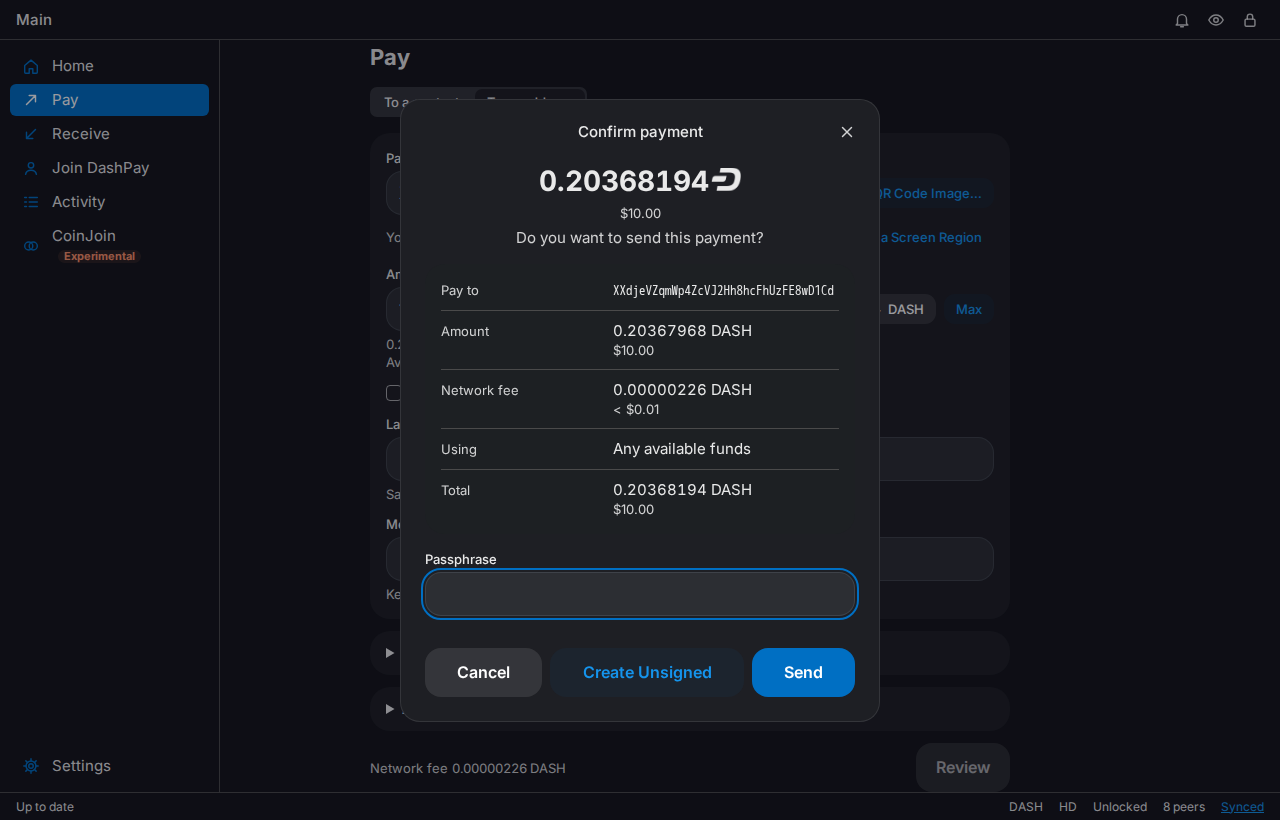 Main
Home
Pay
Receive
Join DashPay
Activity
CoinJoin
Experimental
Settings
Pay
To a
Confirm payment
0.20368194
$10.00
Do you want to send this payment?
Pay to XXdjeVZqmWp4ZcVJ2Hh8hcFhUzFE8wD1Cd
Amount 0.20367968 DASH
$10.00
Network fee 0.00000226 DASH
< $0.01
Using Any available funds
Total 0.20368194 DASH
$10.00
Passphrase
Cancel Create Unsigned Send
QR Code Image...
a Screen Region
DASH Max
Network fee 0.00000226 DASH
Review
Up to date
DASH HD Unlocked 8 peers Synced